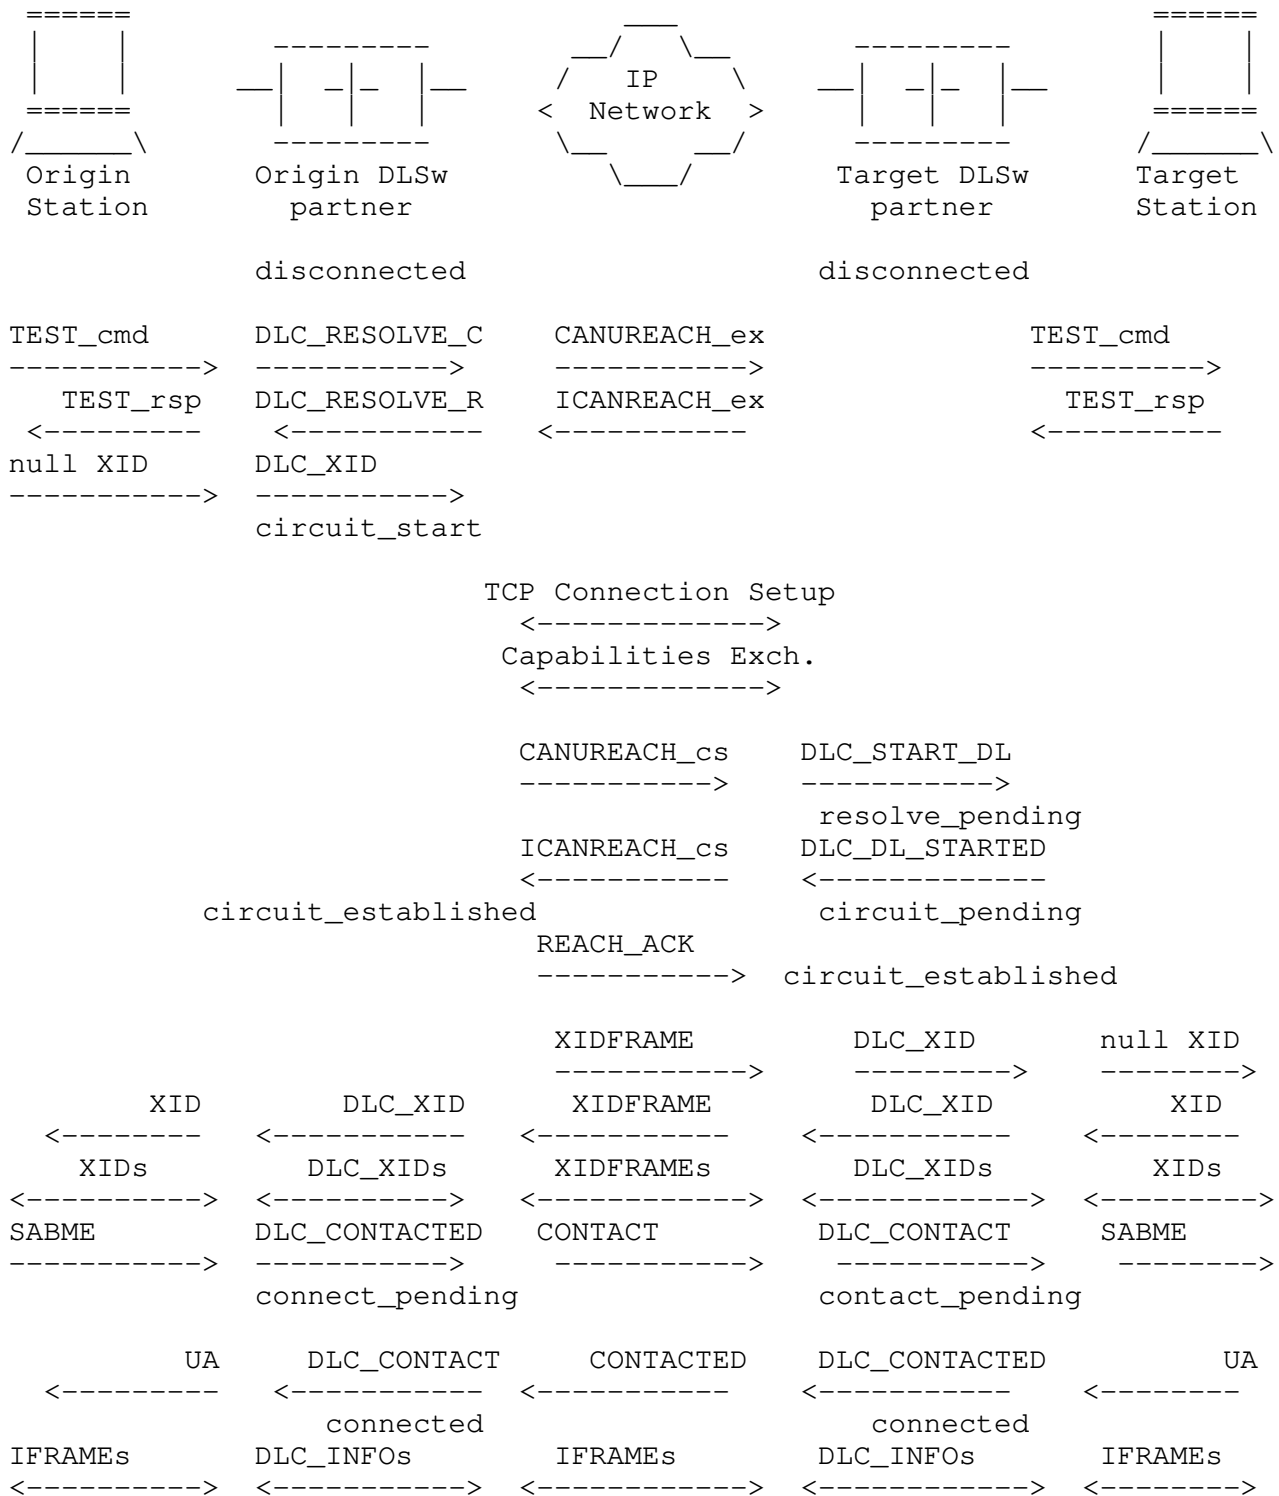 IP
Network
Origin Origin DLSw Target DLSw Target
Station partner partner Station
disconnected disconnected
TEST_cmd DLC_RESOLVE_C CANUREACH_ex TEST_cmd
TEST_rsp DLC_RESOLVE_R ICANREACH_ex TEST_rsp
null XID DLC_XID
circuit_start
TCP Connection Setup
Capabilities Exch.
CANUREACH_cs DLC_START_DL
resolve_pending
ICANREACH_cs DLC_DL_STARTED
circuit_established circuit_pending
REACH_ACK
circuit_established
XIDFRAME DLC_XID null XID
XID DLC_XID XIDFRAME DLC_XID XID
XIDs DLC_XIDs XIDFRAMEs DLC_XIDs XIDs
SABME DLC_CONTACTED CONTACT DLC_CONTACT SABME
connect_pending contact_pending
UA DLC_CONTACT CONTACTED DLC_CONTACTED UA
connected connected
IFRAMEs DLC_INFOs IFRAMEs DLC_INFOs IFRAMEs